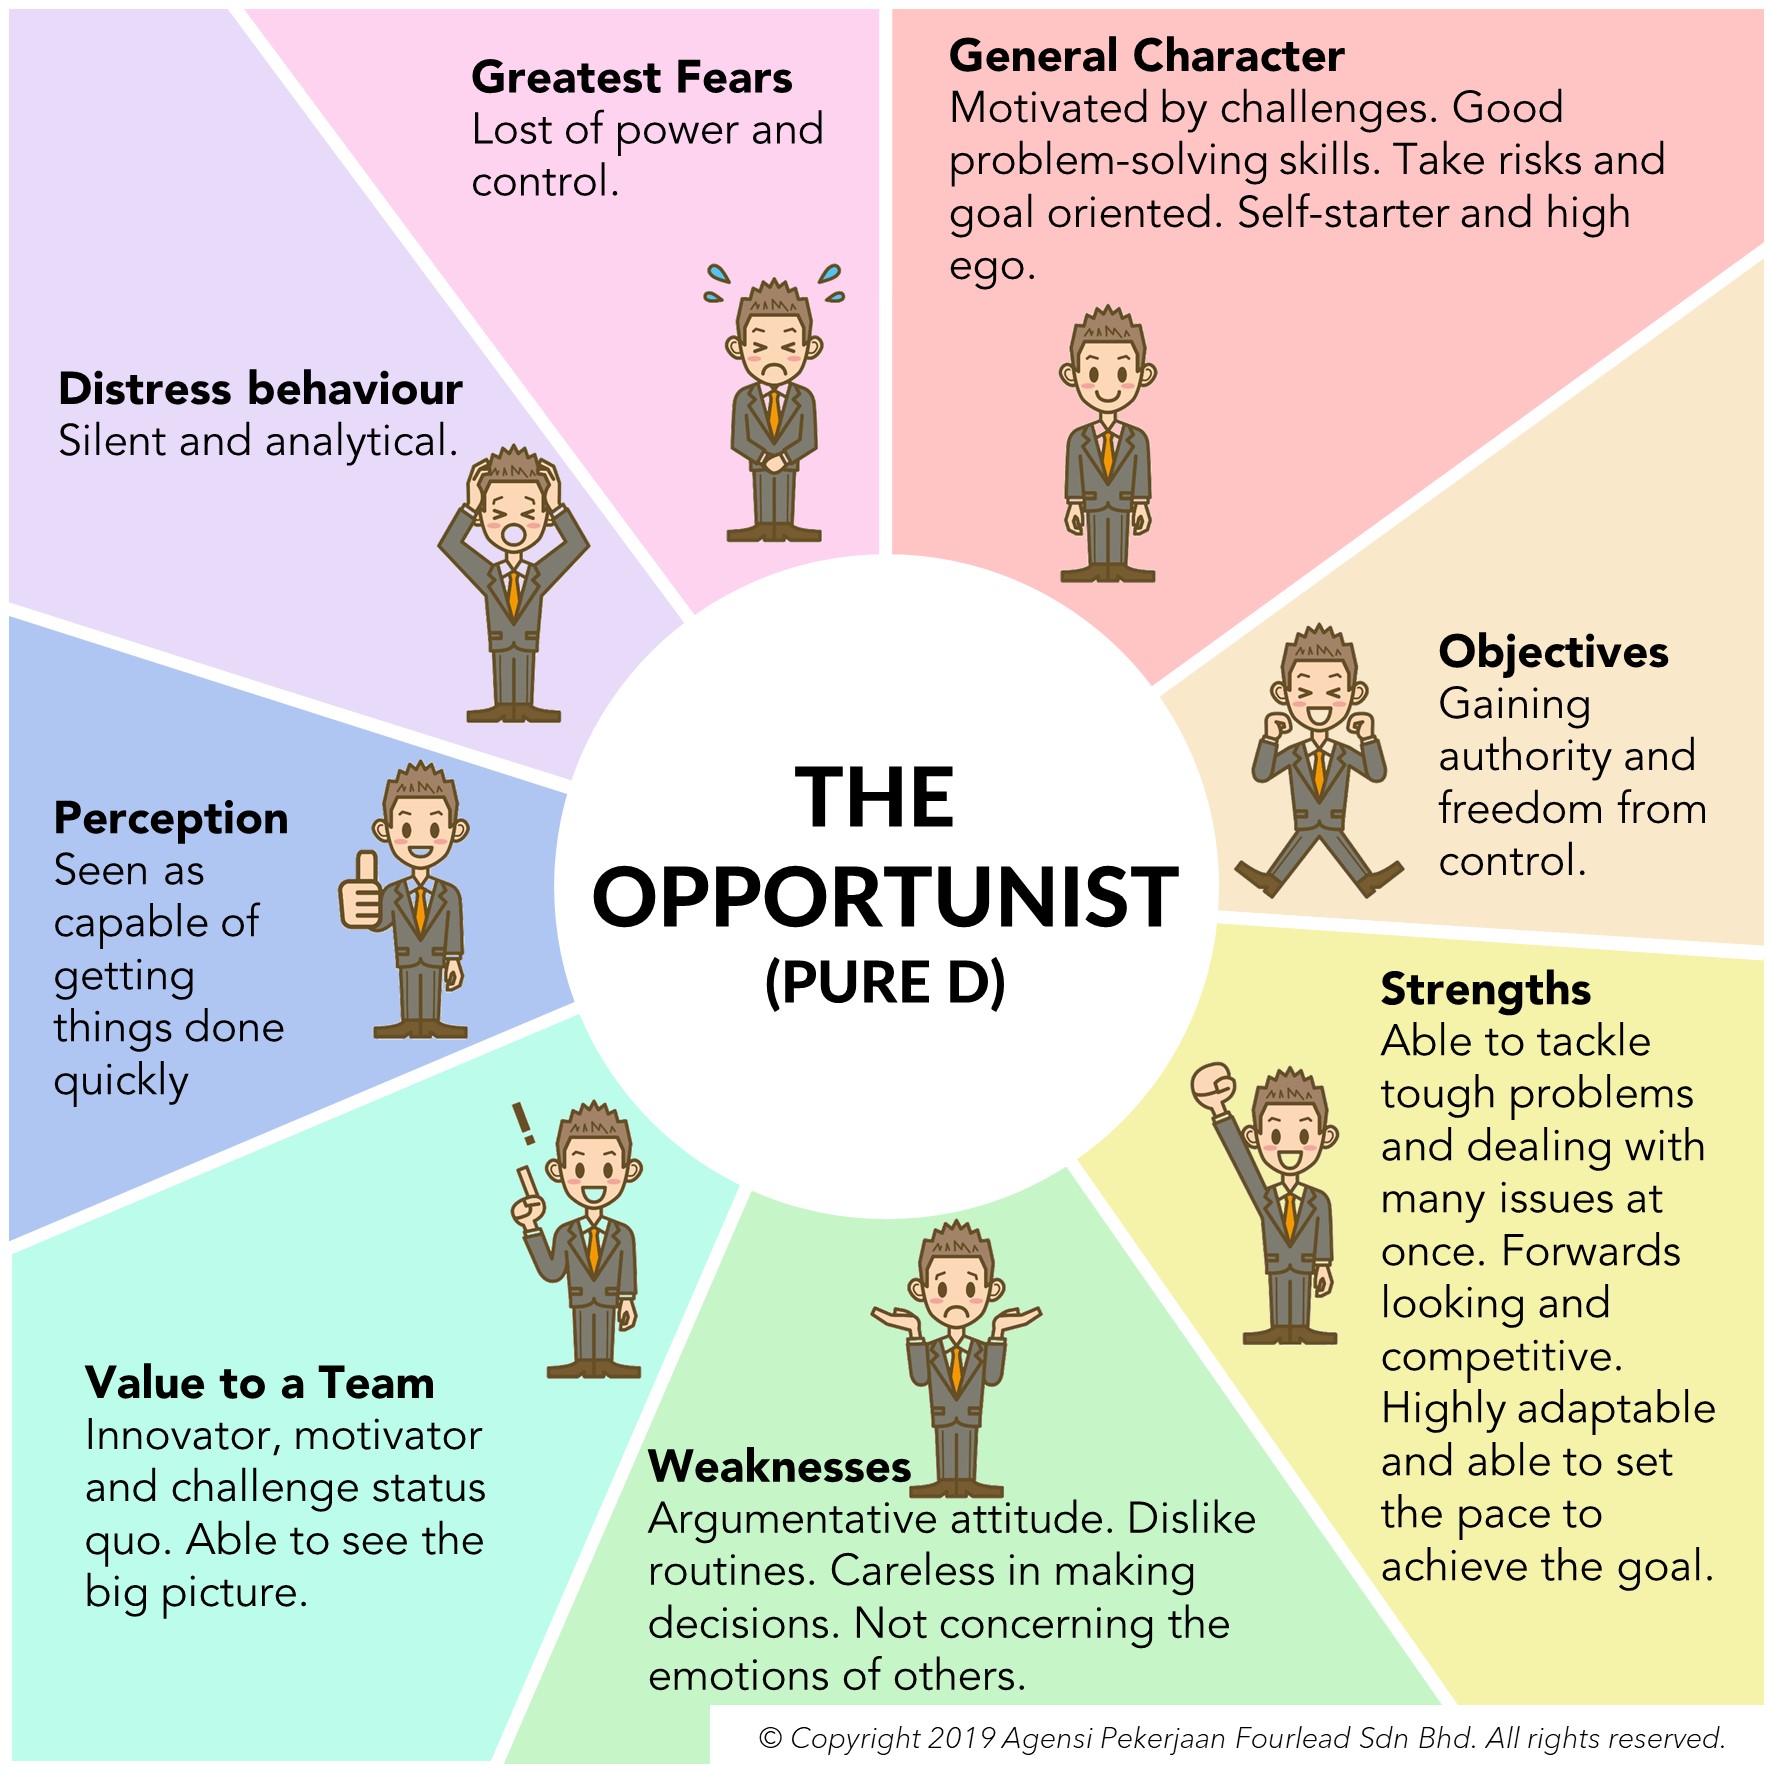 General Character
Motivated by challenges. Good
problem-solving skills. Take risks and
goal oriented. Self-starter and high
ego.
Objectives
Gaining
authority and
freedom from
control.
Strengths
Able to tackle
tough problems
and dealing with
many issues at
once. Forwards
looking and
competitive.
Highly adaptable
and able to set
the pace to
achieve the goal.
Weaknesses
Argumentative attitude. Dislike
routines. Careless in making
decisions. Not concerning the
emotions of others.
Value to a Team
Innovator, motivator
and challenge status
quo. Able to see the
big picture.
Perception
Seen as
capable of
getting
things done
quickly
Distress behaviour
Silent and analytical.
Greatest Fears
Lost of power and
control.
THE
OPPORTUNIST
(PURE D)
!
© Copyright 2019 Agensi Pekerjaan Fourlead Sdn Bhd. All rights reserved.